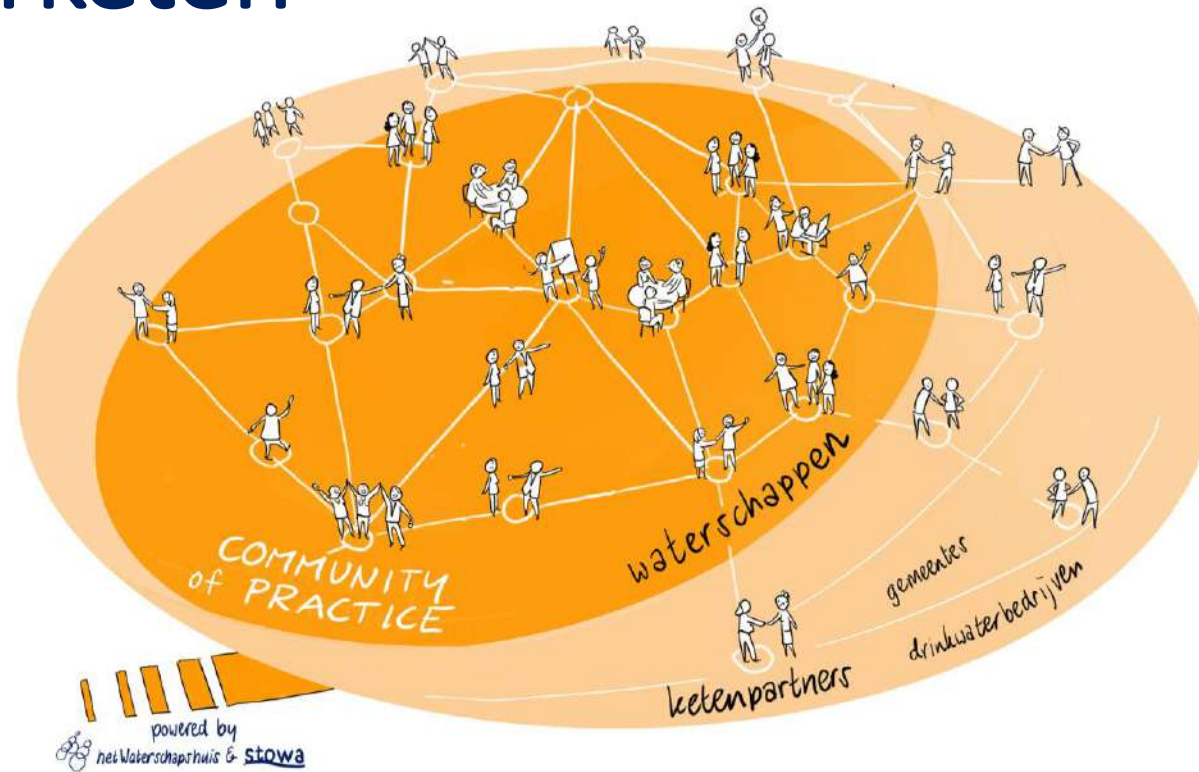 COMMUNITY
of PRACTICE
waterschappen
gemeentes
drinkwaterbedrijven
ketenpartners
powered by
hetWaterschapshuis & stowa